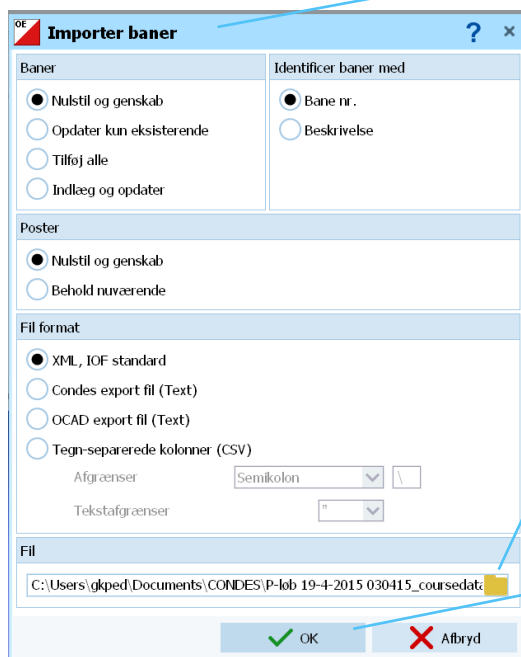 OE
Importer baner
? ×
Baner
Nulstil og genskab
Opdater kun eksisterende
Tilføj alle
Indlæg og opdater
Identificer baner med
Bane nr.
Beskrivelse
Poster
Nulstil og genskab
Behold nuværende
Fil format
XML, IOF standard
Condes export fil (Text)
OCAD export fil (Text)
Tegn-separerede kolonner (CSV)
Afgrænser Semikolon \
Tekstafgrænser "
Fil
C:\Users\gkped\Documents\CONDES\P-løb 19-4-2015 030415_coursedata
OK Afbryd